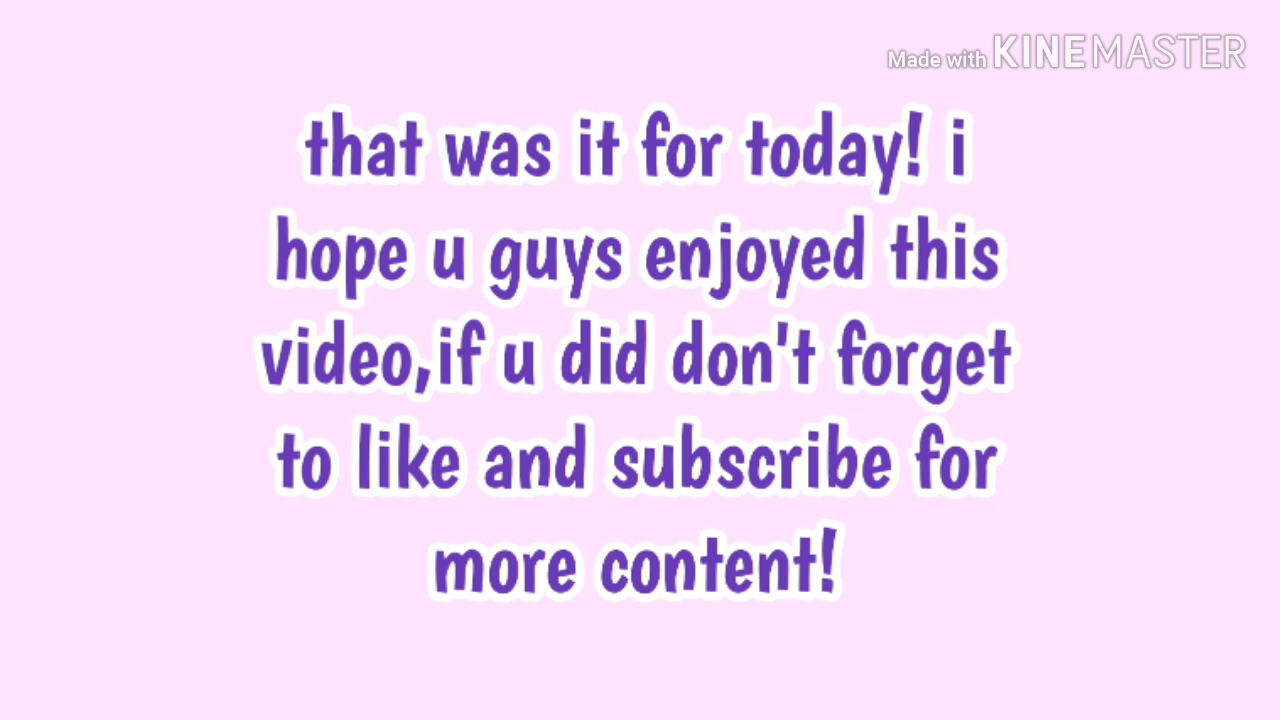 Made with KINEMASTER
that was it for today! i
hope u guys enjoyed this
video,if u did don't forget
to like and subscribe for
more content!